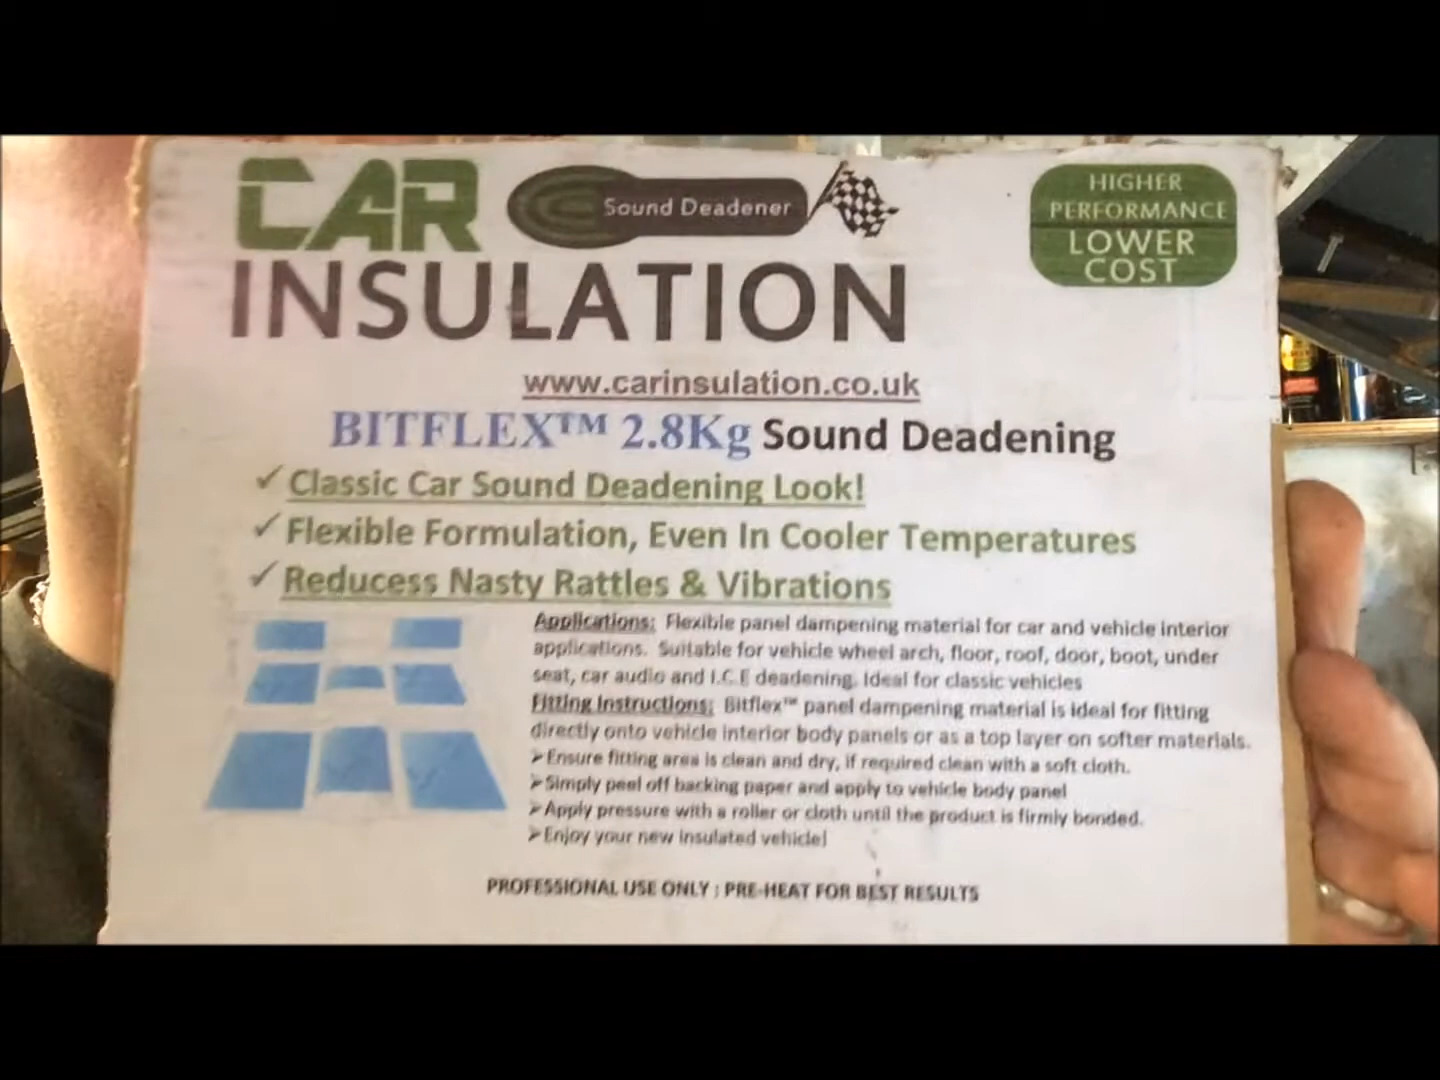 CAR
Sound Deadener
INSULATION
HIGHER
PERFORMANCE
LOWER
COST
www.carinsulation.co.uk
BITFLEX™ 2.8Kg Sound Deadening
✓ Classic Car Sound Deadening Look!
✓ Flexible Formulation, Even In Cooler Temperatures
✓ Reducess Nasty Rattles & Vibrations
Applications: Flexible panel dampening material for car and vehicle interior
applications. Suitable for vehicle wheel arch, floor, roof, door, boot, under
seat, car audio and I.C.E deadening. Ideal for classic vehicles
Fitting Instructions: Bitflex™ panel dampening material is ideal for fitting
directly onto vehicle interior body panels or as a top layer on softer materials.
➢Ensure fitting area is clean and dry, if required clean with a soft cloth.
➢Simply peel off backing paper and apply to vehicle body panel
➢Apply pressure with a roller or cloth until the product is firmly bonded.
➢Enjoy your new insulated vehicle!
PROFESSIONAL USE ONLY : PRE-HEAT FOR BEST RESULTS